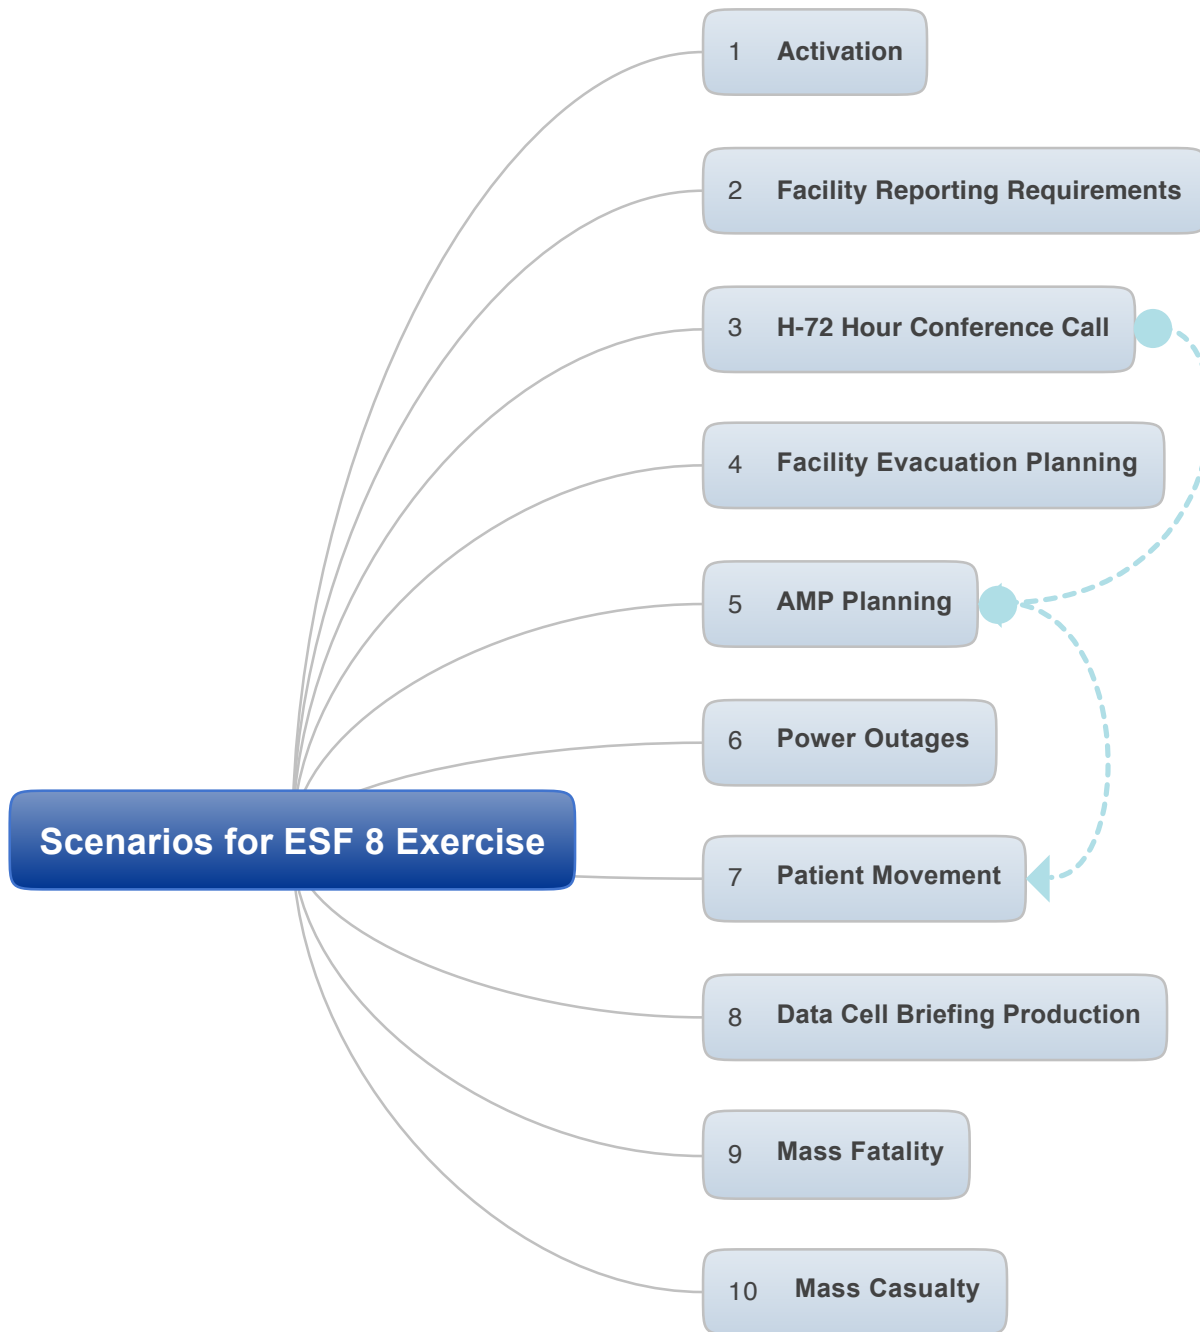 1 Activation
2 Facility Reporting Requirements
3 H-72 Hour Conference Call
4 Facility Evacuation Planning
5 AMP Planning
6 Power Outages
Scenarios for ESF 8 Exercise
7 Patient Movement
8 Data Cell Briefing Production
9 Mass Fatality
10 Mass Casualty